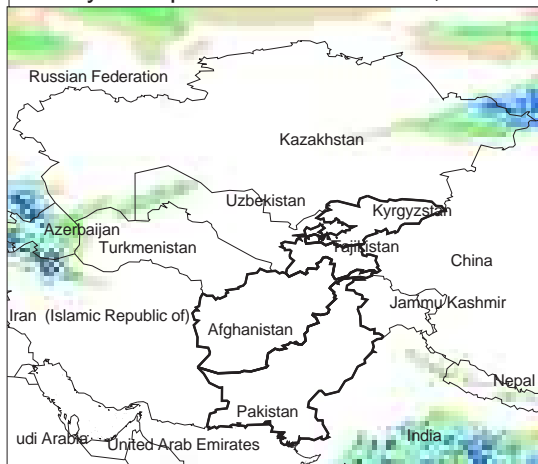 Russian Federation
Kazakhstan
Uzbekistan
Kyrgyzstan
Azerbaijan
Turkmenistan
Tajikistan
China
Iran (Islamic Republic of)
Jammu Kashmir
Afghanistan
Nepal
Pakistan
udi Arabia
United Arab Emirates
India